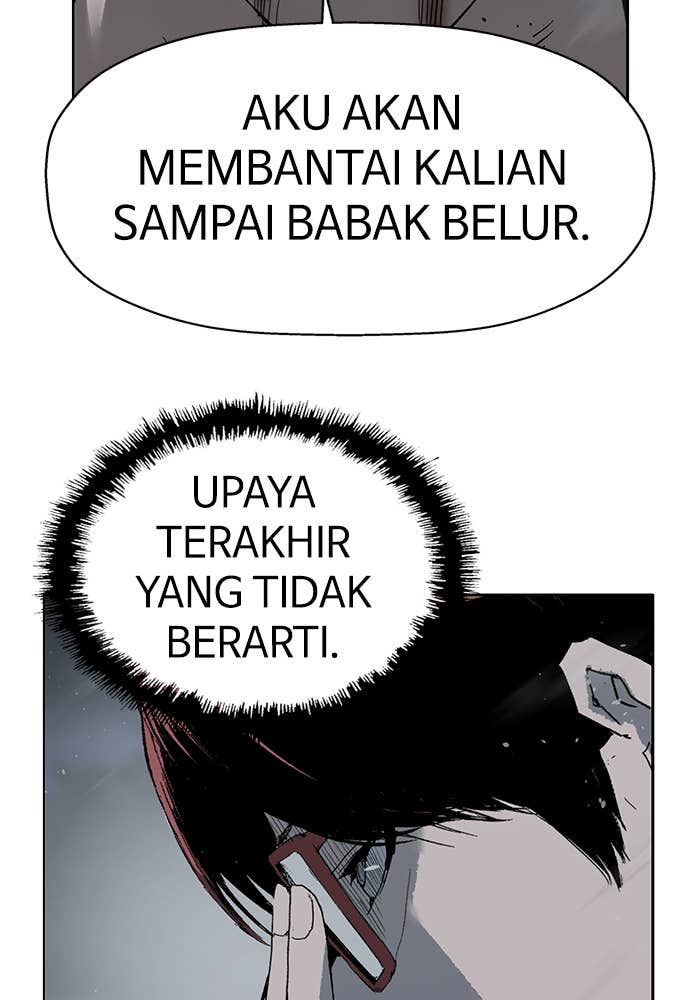 AKU AKAN
MEMBANTAI KALIAN
SAMPAI BABAK BELUR.
UPAYA
TERAKHIR
YANG TIDAK
BERARTI.